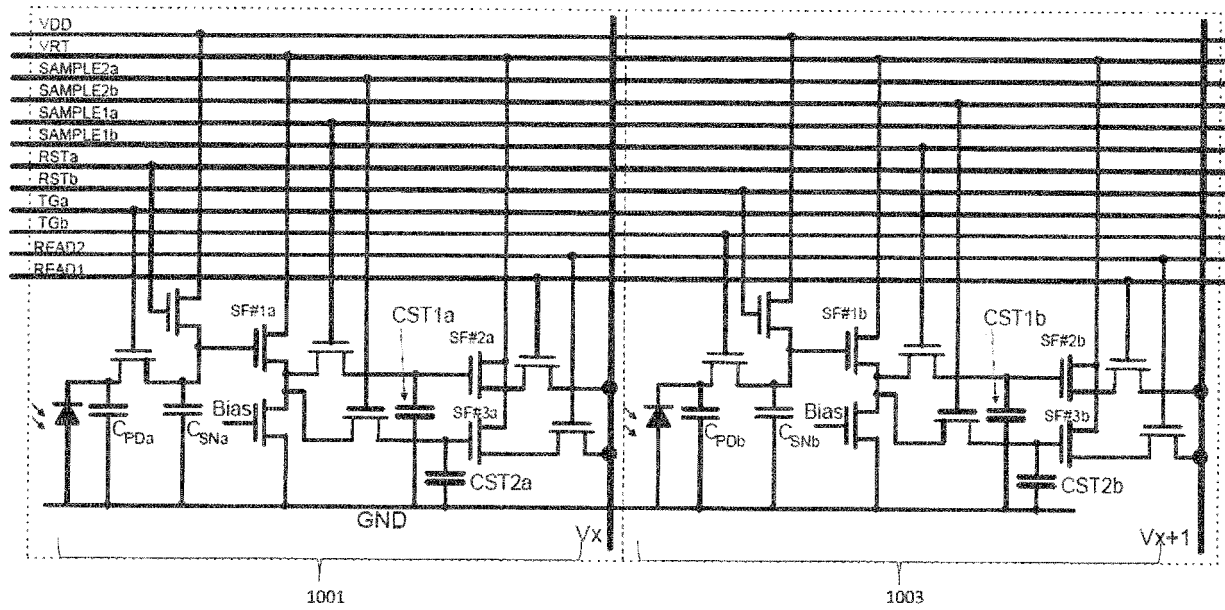 VDD
VRT
SAMPLE2a
SAMPLE2b
SAMPLE1a
SAMPLE1b
RSTa
RSTb
TGa
TGb
READ2
READ1
SF#1a
CST1a
SF#2a
SF#1b
CST1b
SF#2b
Bias
SF#3a
Bias
SF#3b
CPDa
CSNa
CPDb
CSNb
CST2a
CST2b
GND
Vx
Vx+1
1001
1003